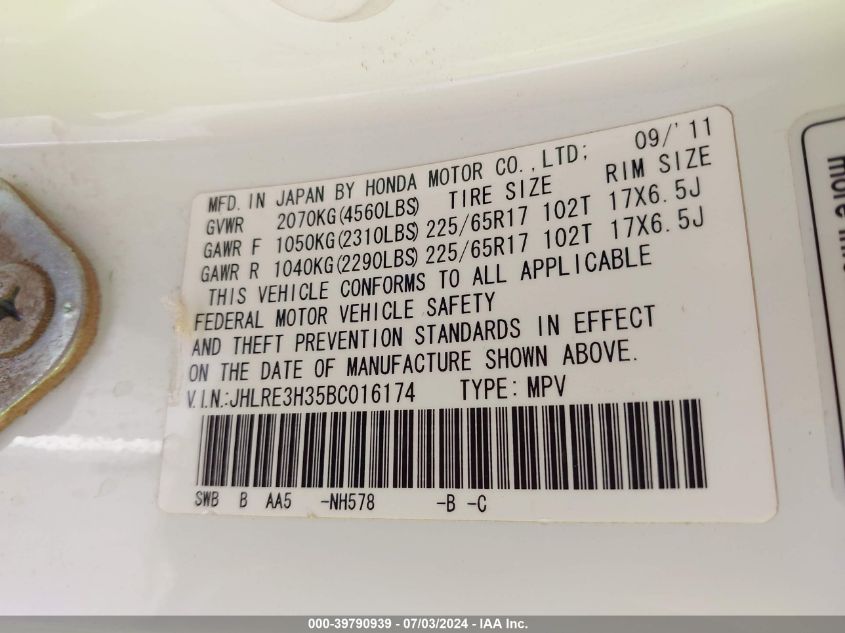 09/'11
MFD. IN JAPAN BY HONDA MOTOR CO.,LTD;
GVWR 2070KG(4560LBS) TIRE SIZE RIM SIZE
GAWR F 1050KG(2310LBS) 225/65R17 102T 17X6.5J
GAWR R 1040KG(2290LBS) 225/65R17 102T 17X6.5J
THIS VEHICLE CONFORMS TO ALL APPLICABLE
FEDERAL MOTOR VEHICLE SAFETY
AND THEFT PREVENTION STANDARDS IN EFFECT
ON THE DATE OF MANUFACTURE SHOWN ABOVE.
V.I.N.:JHLRE3H35BC016174 TYPE: MPV
SWB B AA5 -NH578 -B -C
more
000-39790939 - 07/03/2024 - IAA Inc.